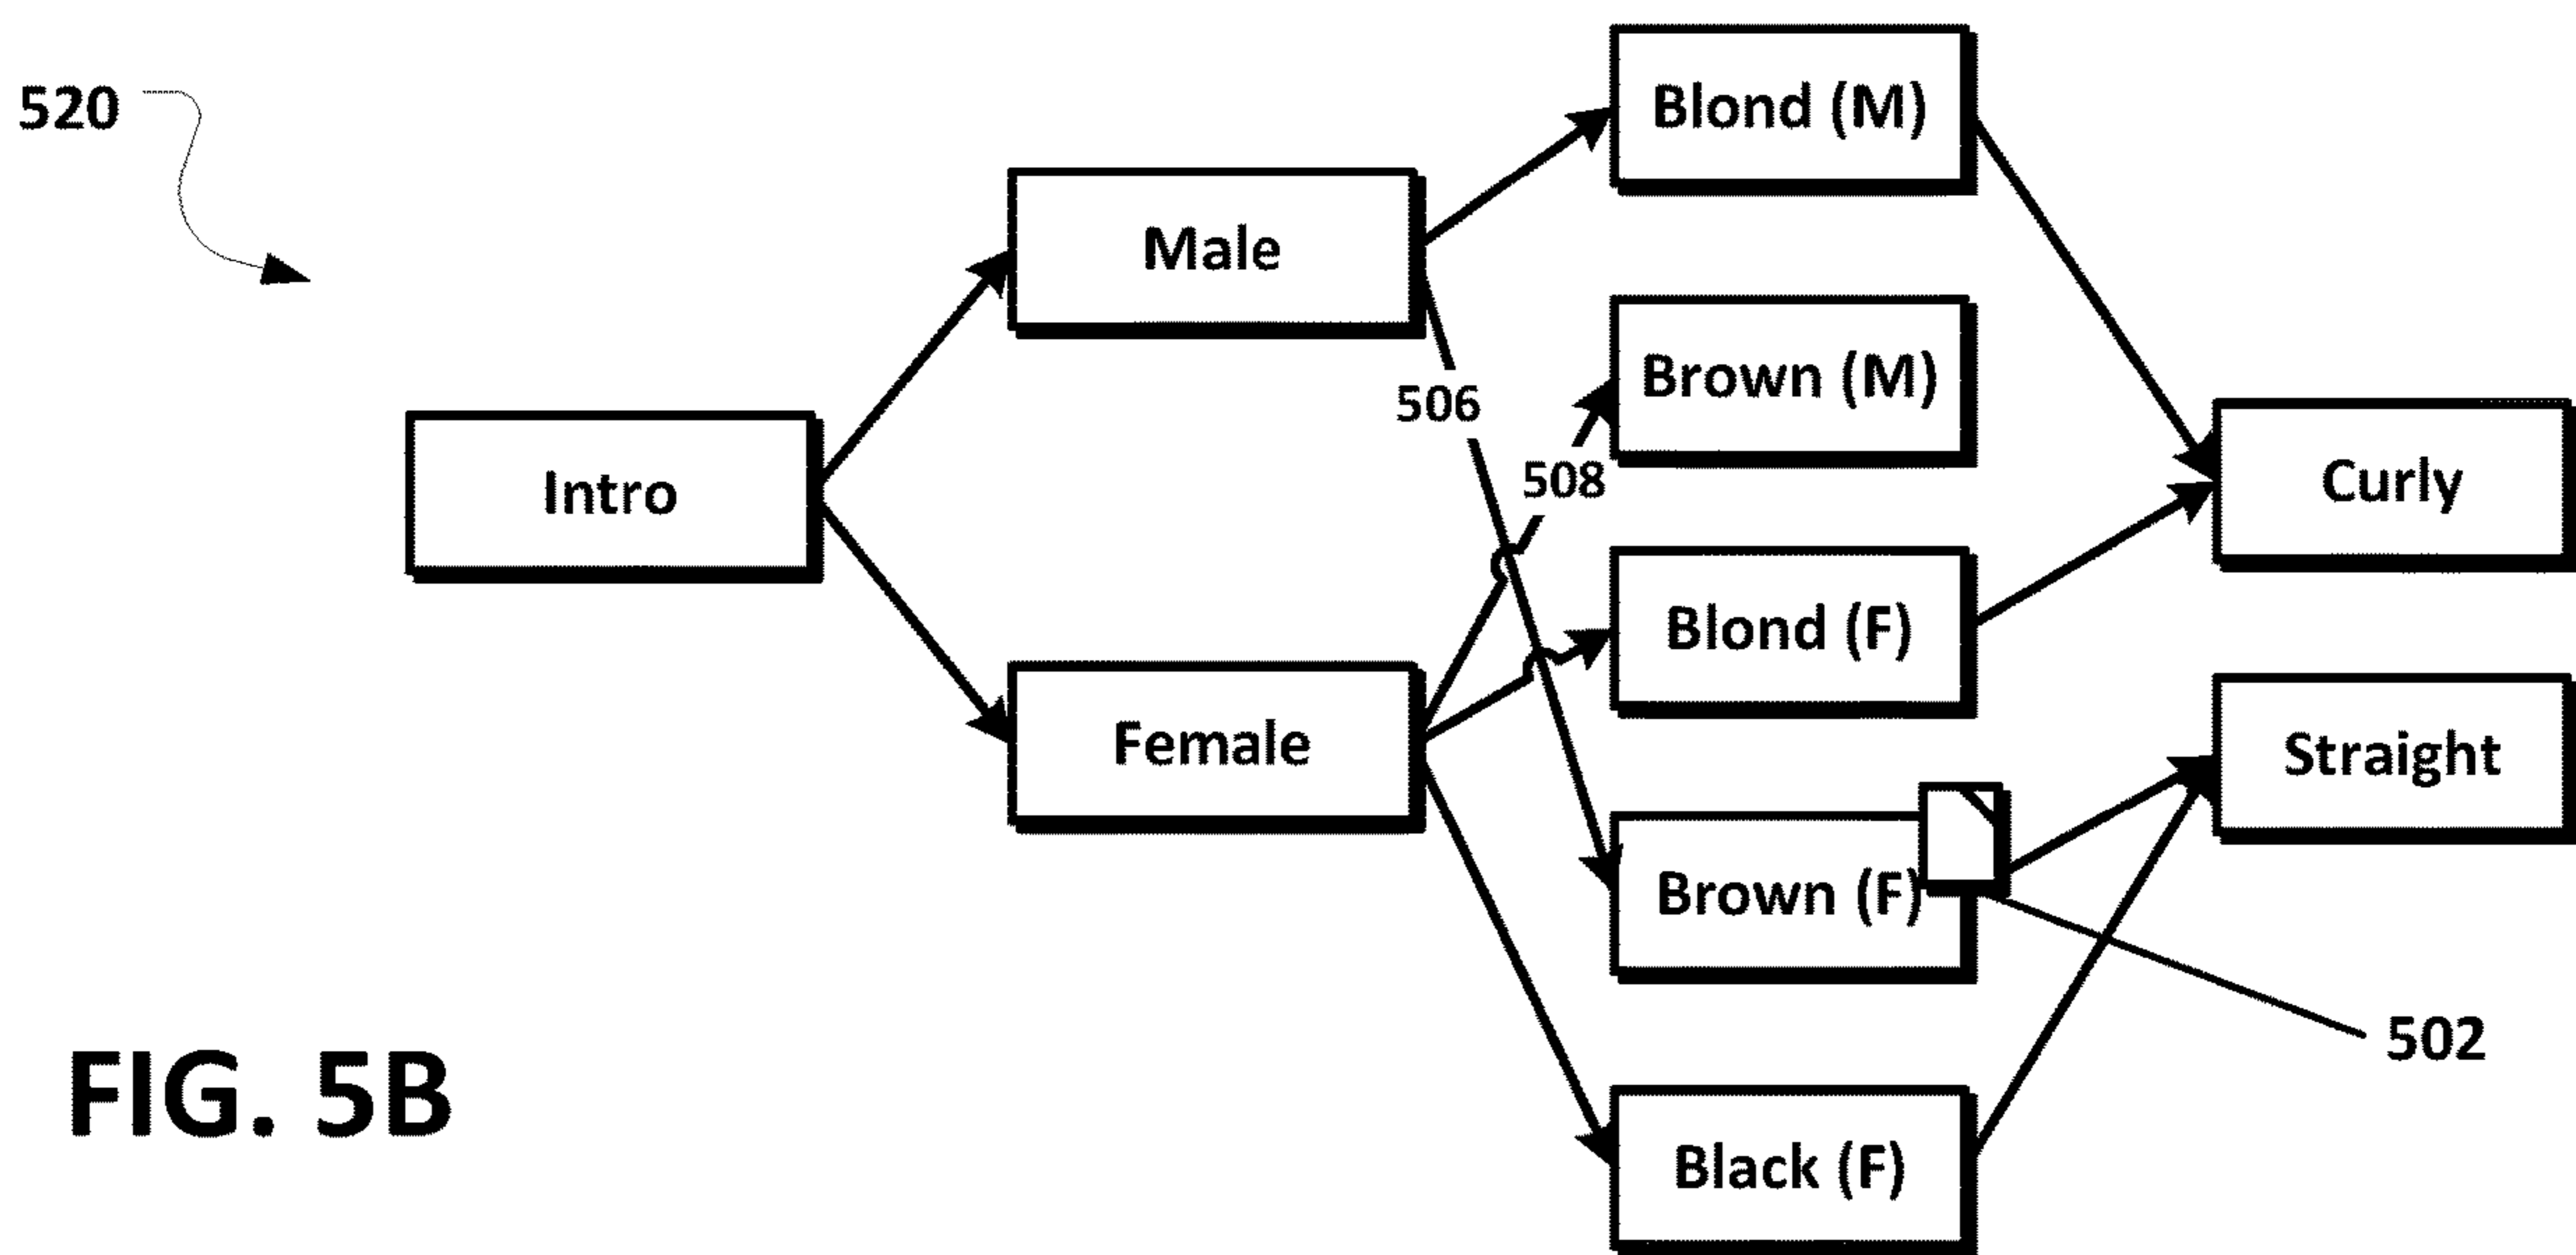 520
Blond (M)
Male
Brown (M)
506
508
Intro
Curly
Blond (F)
Female
Straight
Brown (F)
502
FIG. 5B
Black (F)